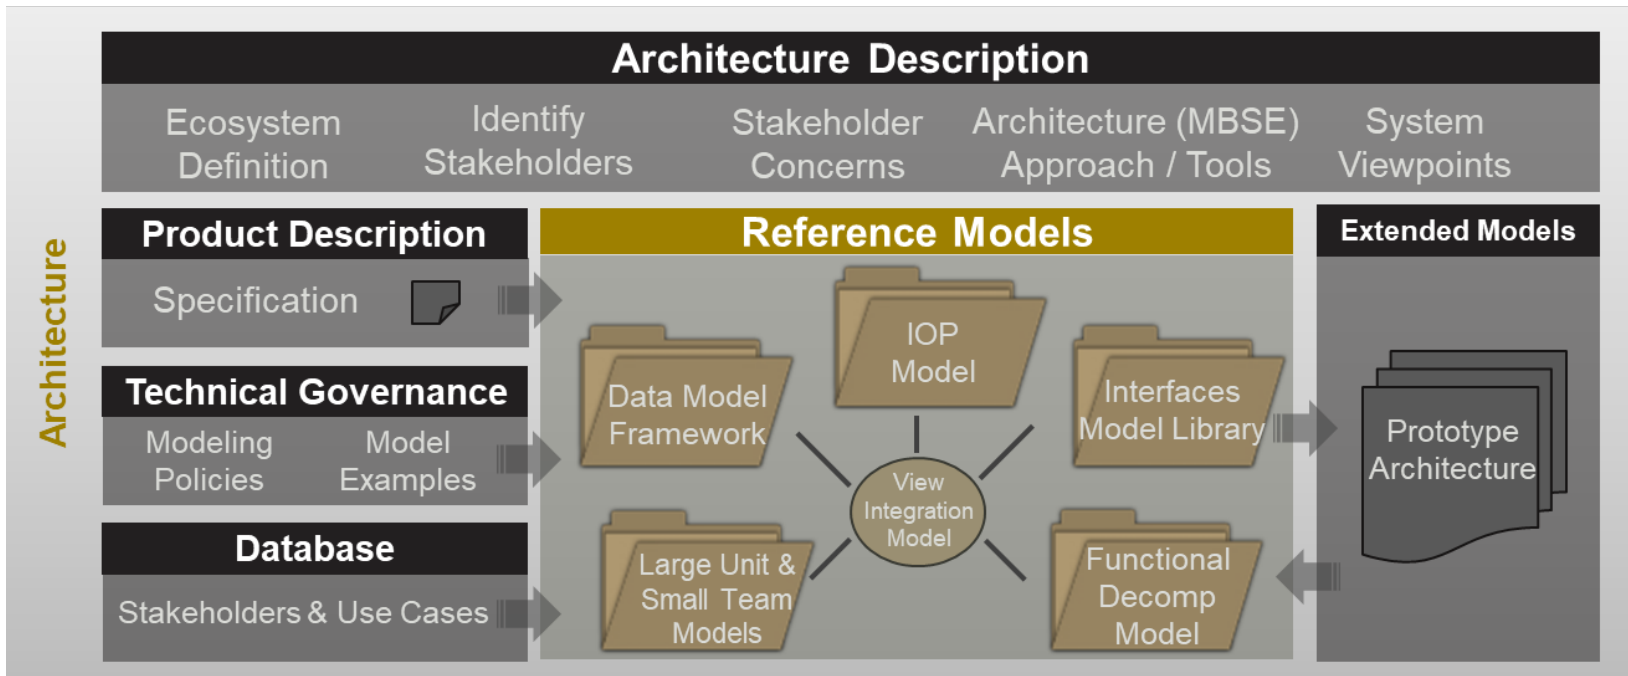 Architecture Description
Ecosystem
Definition
Identify
Stakeholders
Stakeholder
Concerns
Architecture (MBSE)
Approach / Tools
System
Viewpoints
Architecture
Product Description
Specification
Technical Governance
Modeling
Policies
Model
Examples
Database
Stakeholders & Use Cases
Reference Models
Data Model
Framework
IOP
Model
Interfaces
Model Library
View
Integration
Model
Large Unit &
Small Team
Models
Functional
Decomp
Model
Extended Models
Prototype
Architecture